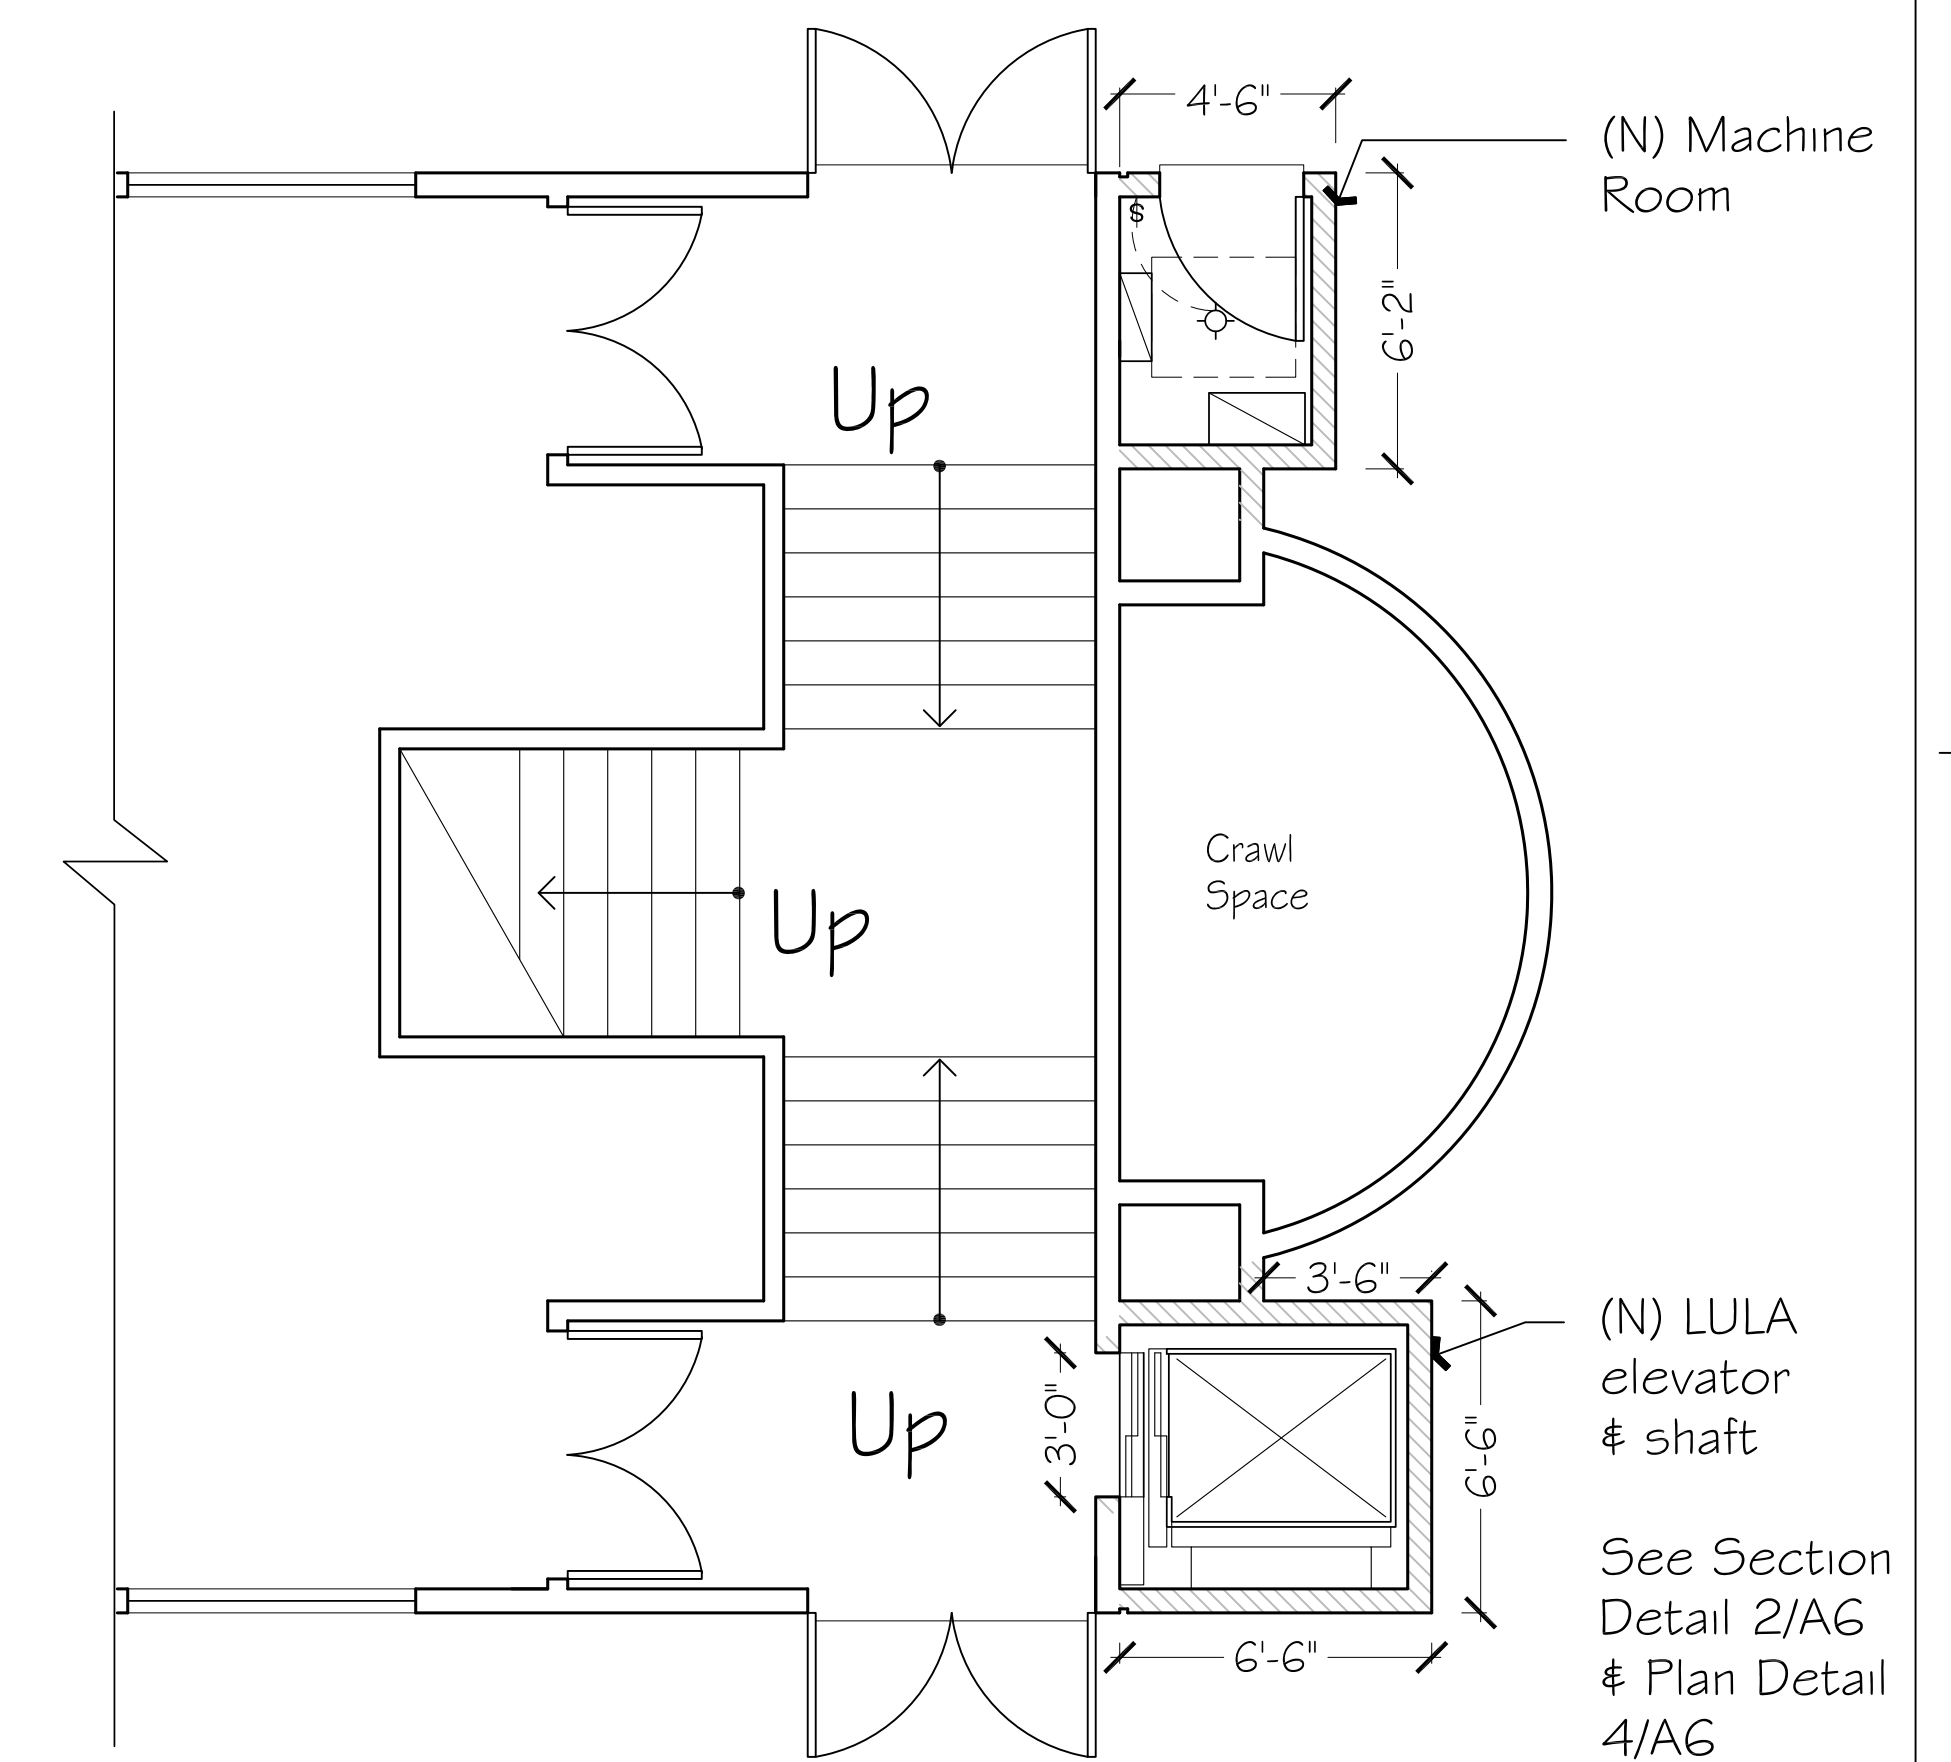 4'-6"
(N) Machine
Room
$
6'-2"
Up
Crawl
Space
Up
3'-6"
(N) LULA
elevator
& shaft
3'-0"
Up
6'-6"
See Section
Detail 2/A6
& Plan Detail
4/A6
6'-6"